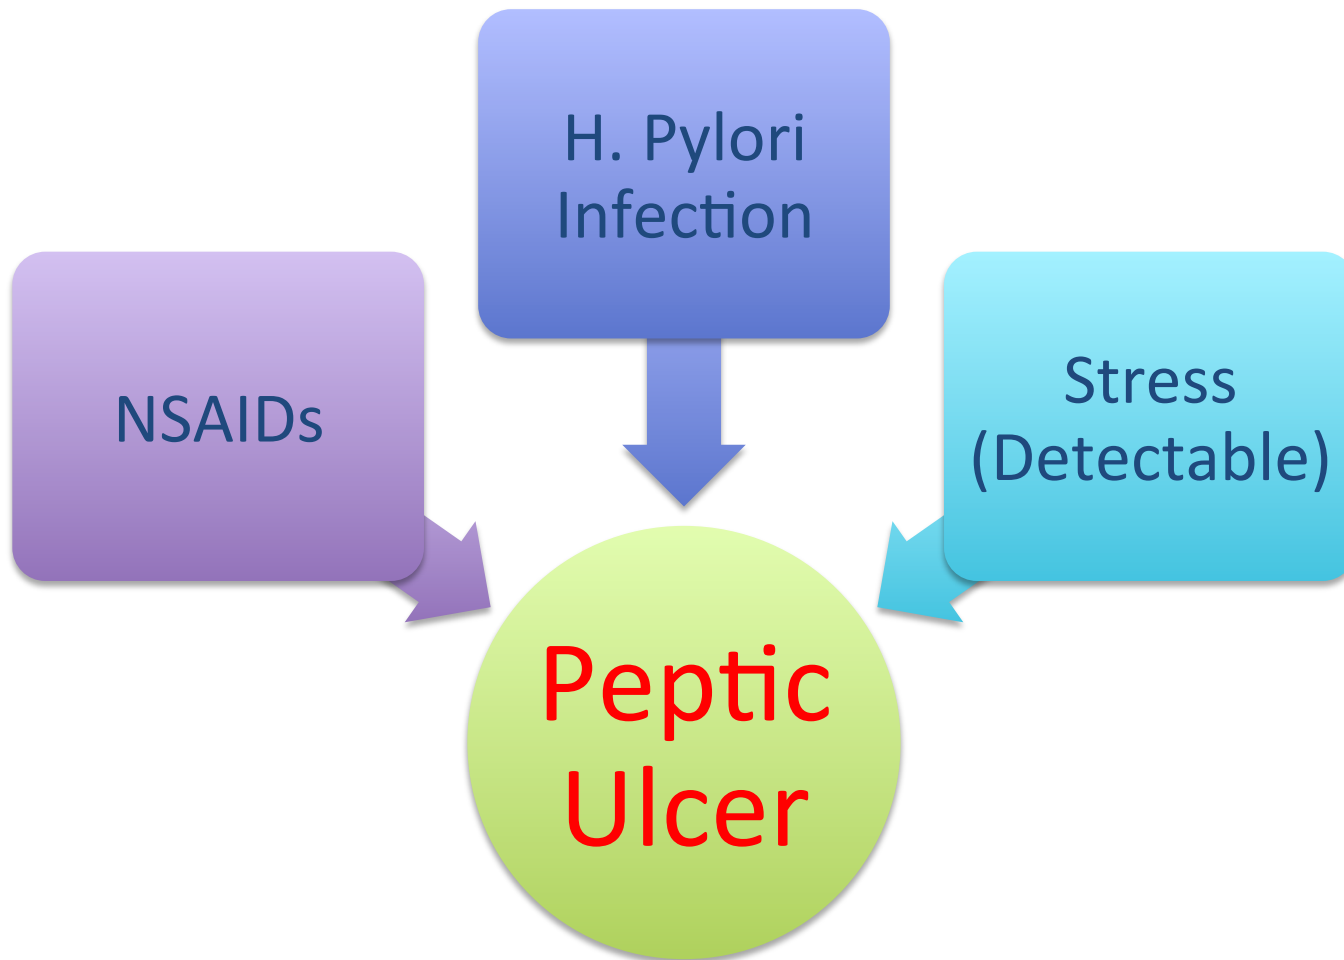 H. Pylori
Infection
NSAIDs
Stress
(Detectable)
Peptic
Ulcer